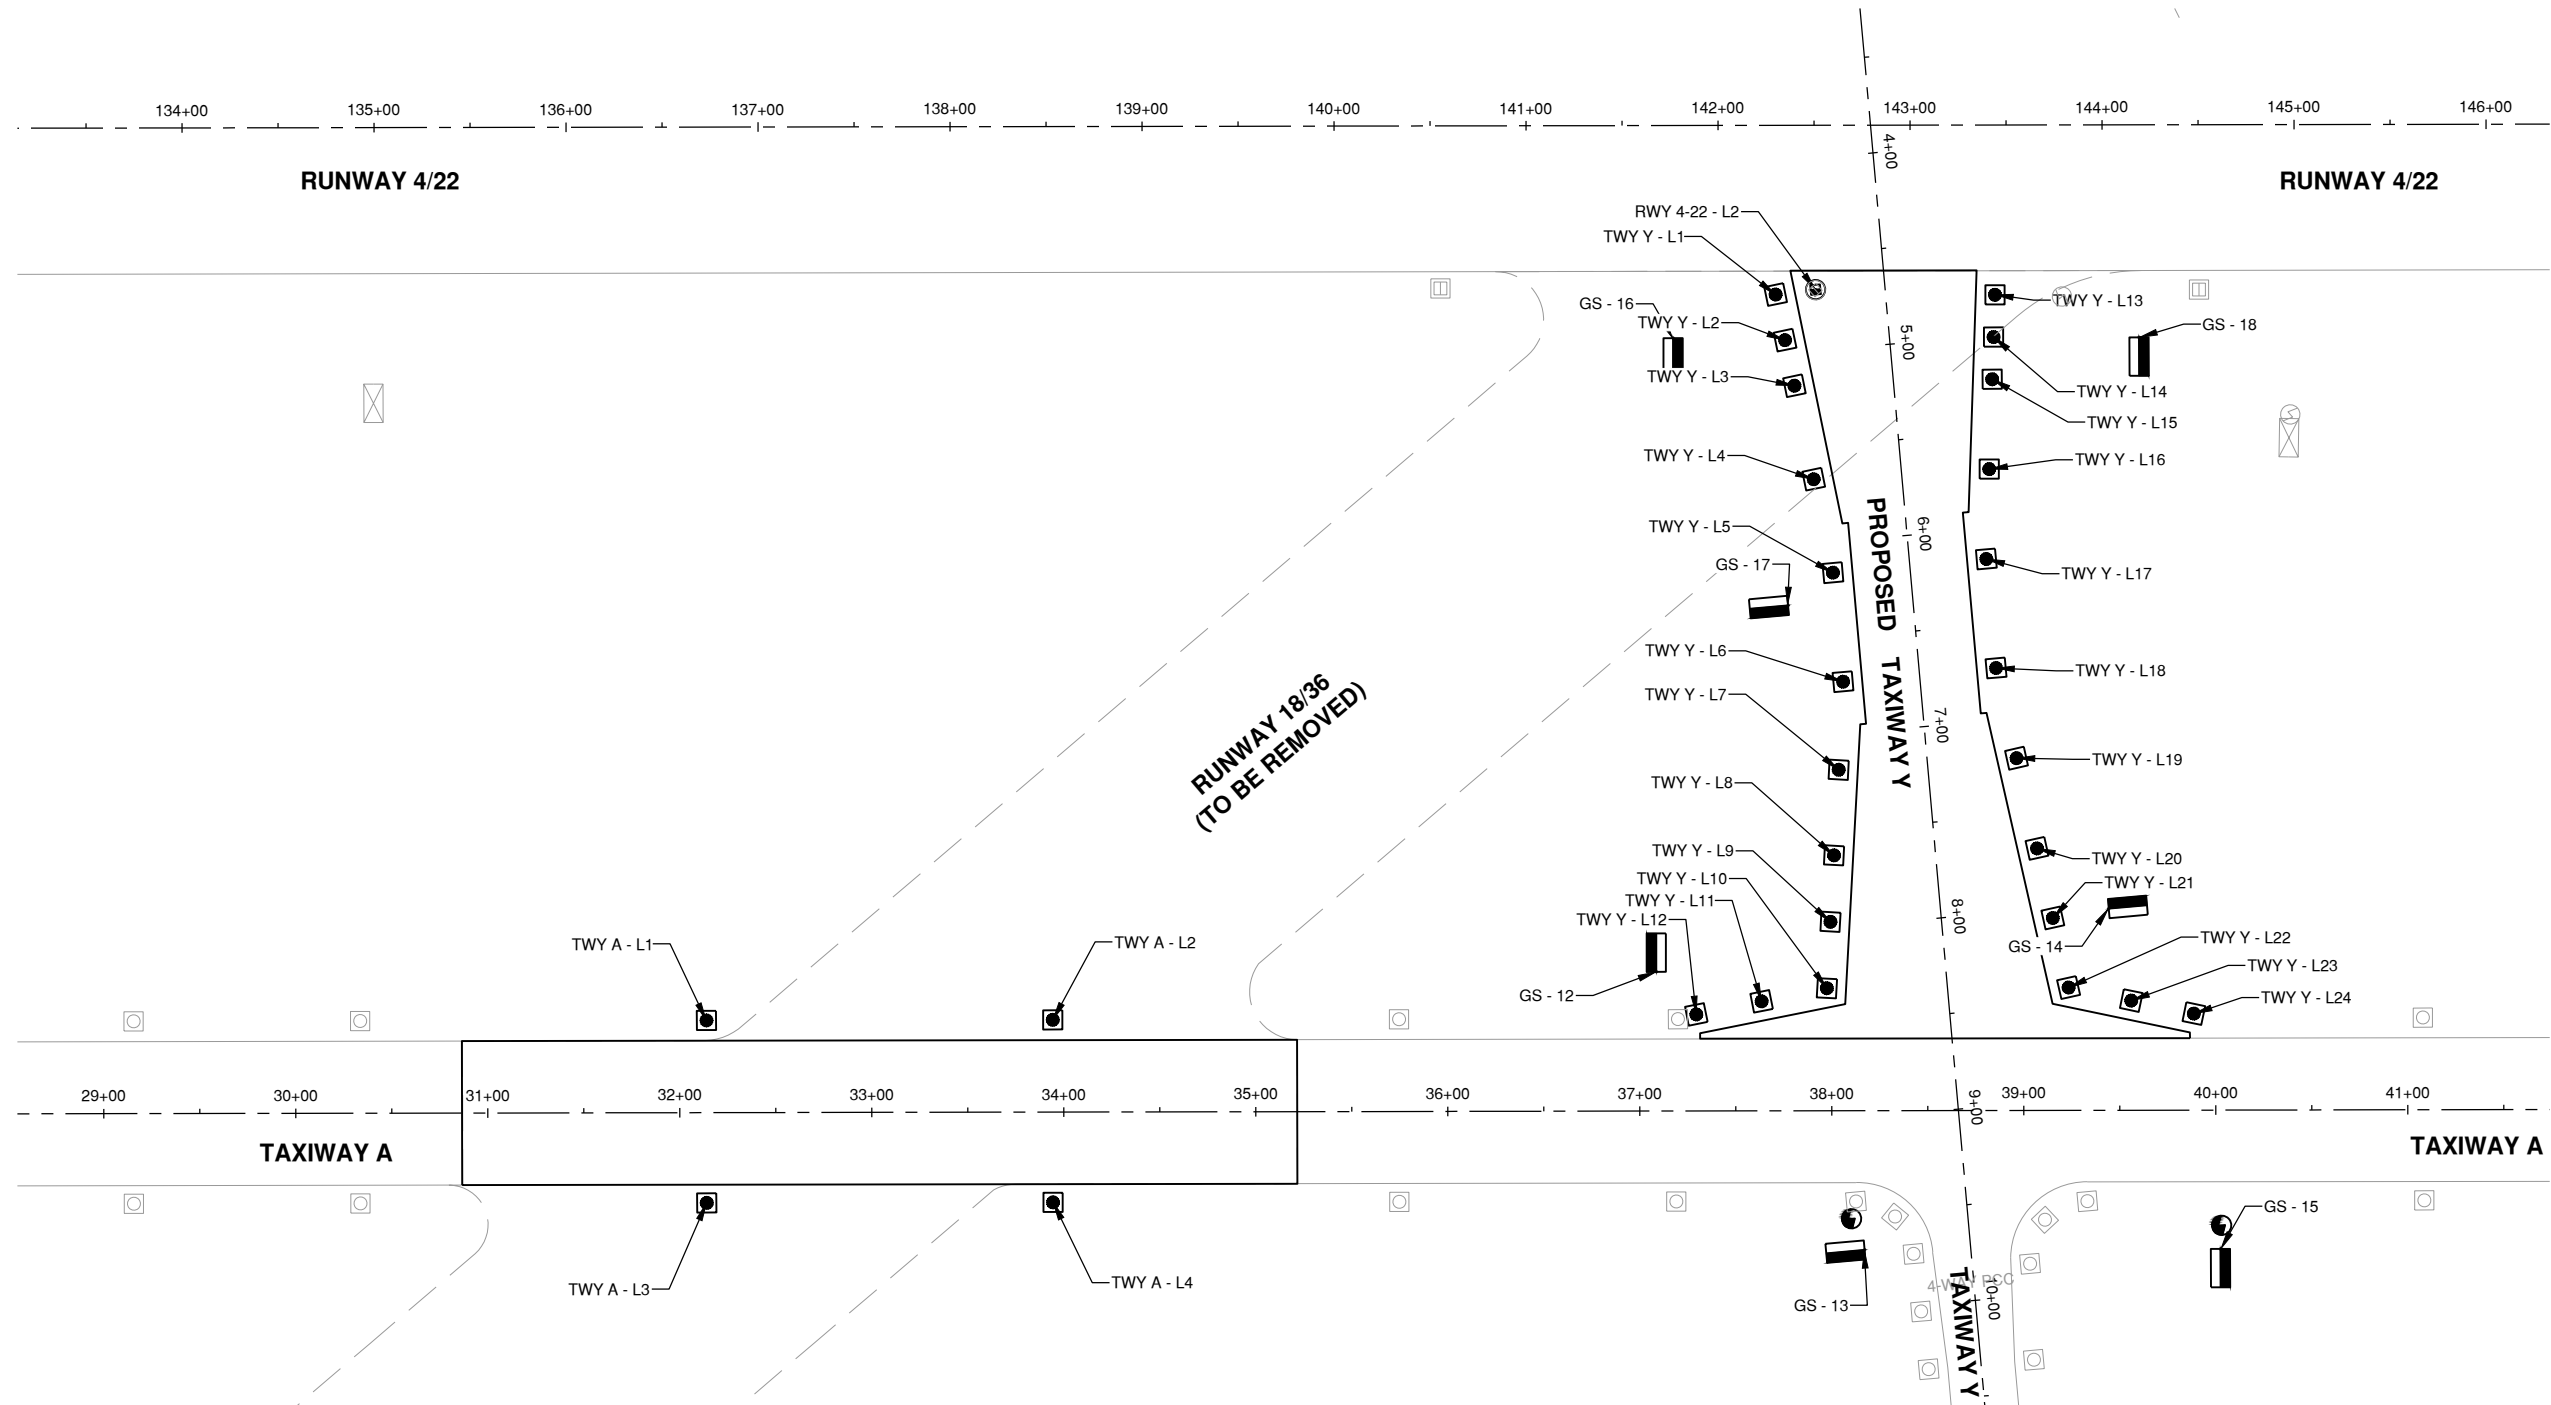 134+00 135+00 136+00 137+00 138+00 139+00 140+00 141+00 142+00 143+00 144+00 145+00 146+00
4+00
RUNWAY 4/22
RUNWAY 4/22
RWY 4-22 - L2
TWY Y - L1
GS - 16
TWY Y - L13
TWY Y - L2
GS - 18
5+00
TWY Y - L3
TWY Y - L14
TWY Y - L15
TWY Y - L4
TWY Y - L16
PROPOSED TAXIWAY Y
TWY Y - L5
6+00
GS - 17
TWY Y - L17
TWY Y - L6
TWY Y - L18
RUNWAY 18/36
(TO BE REMOVED)
TWY Y - L7
7+00
TWY Y - L19
TWY Y - L8
TWY Y - L9
TWY Y - L20
TWY Y - L10
TWY Y - L21
TWY Y - L11
TWY Y - L12
8+00
TWY A - L1
TWY A - L2
GS - 14
TWY Y - L22
TWY Y - L23
GS - 12
TWY Y - L24
29+00 30+00 31+00 32+00 33+00 34+00 35+00 36+00 37+00 38+00 39+00 40+00 41+00
9+00
TAXIWAY A
TAXIWAY A
GS - 15
TWY A - L3
TWY A - L4
4-WAY PCC
10+00
GS - 13
TAXIWAY Y